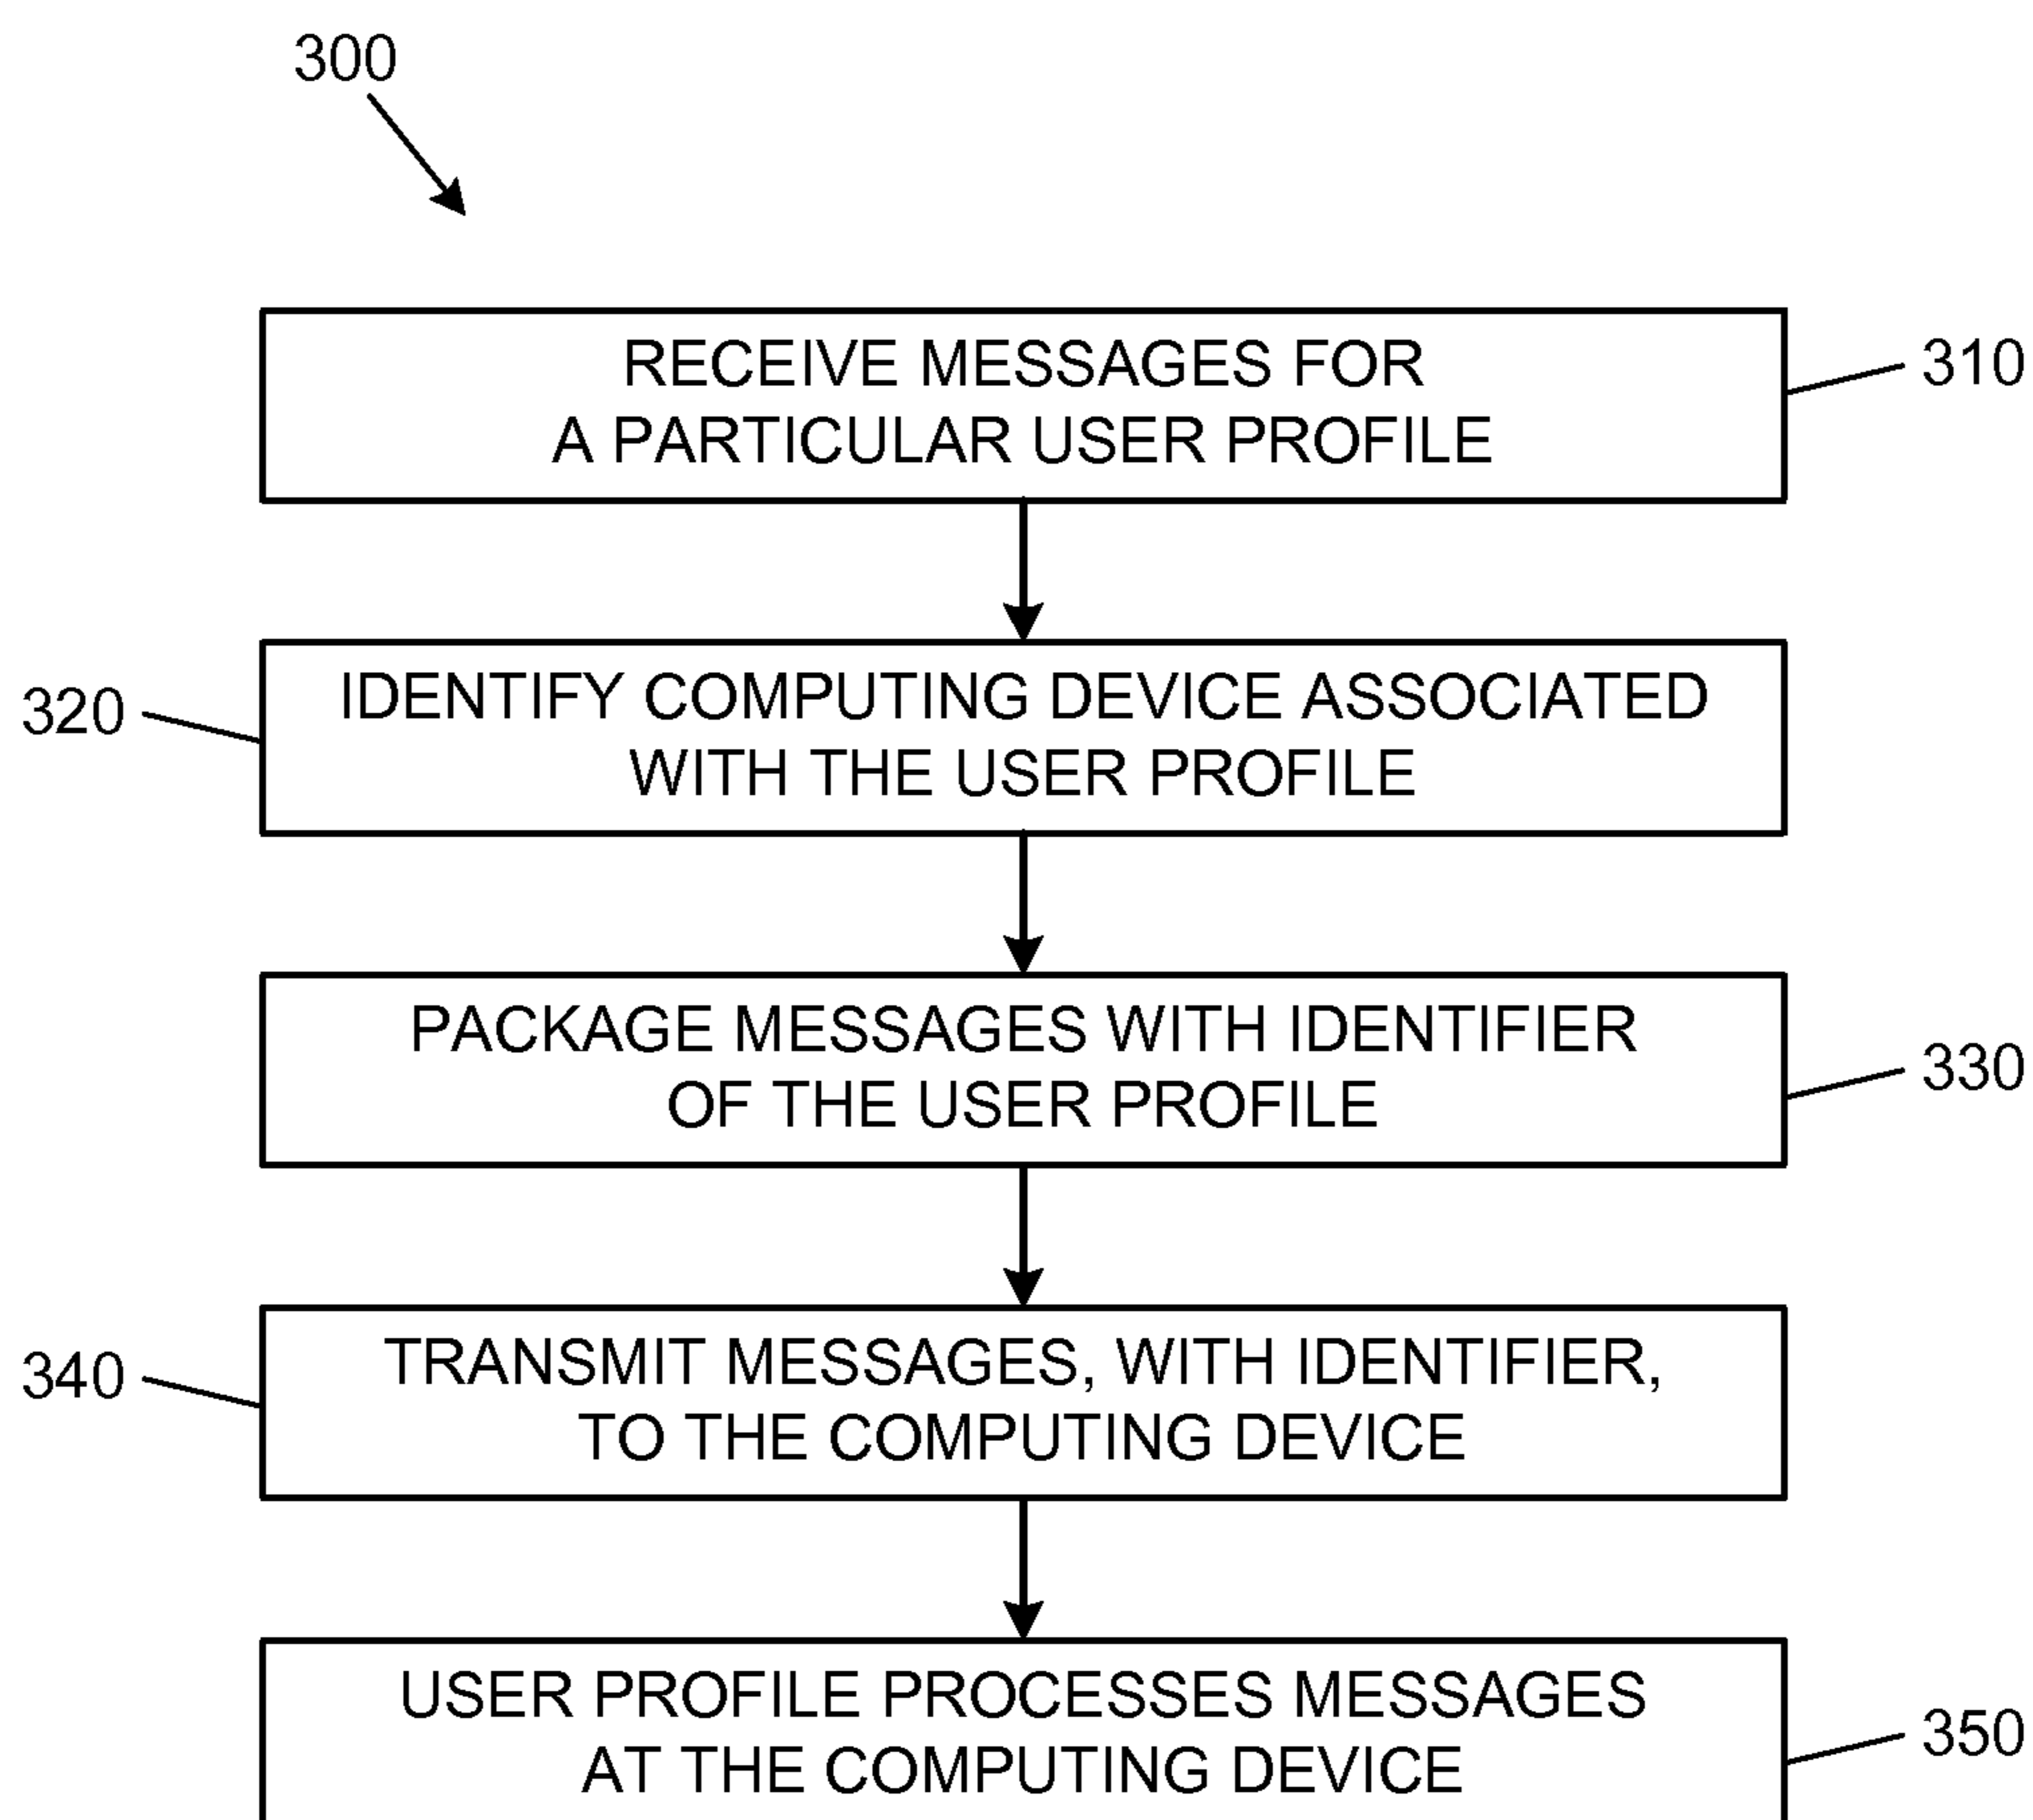 300
RECEIVE MESSAGES FOR
A PARTICULAR USER PROFILE
310
IDENTIFY COMPUTING DEVICE ASSOCIATED
WITH THE USER PROFILE
320
PACKAGE MESSAGES WITH IDENTIFIER
OF THE USER PROFILE
330
TRANSMIT MESSAGES, WITH IDENTIFIER,
TO THE COMPUTING DEVICE
340
USER PROFILE PROCESSES MESSAGES
AT THE COMPUTING DEVICE
350